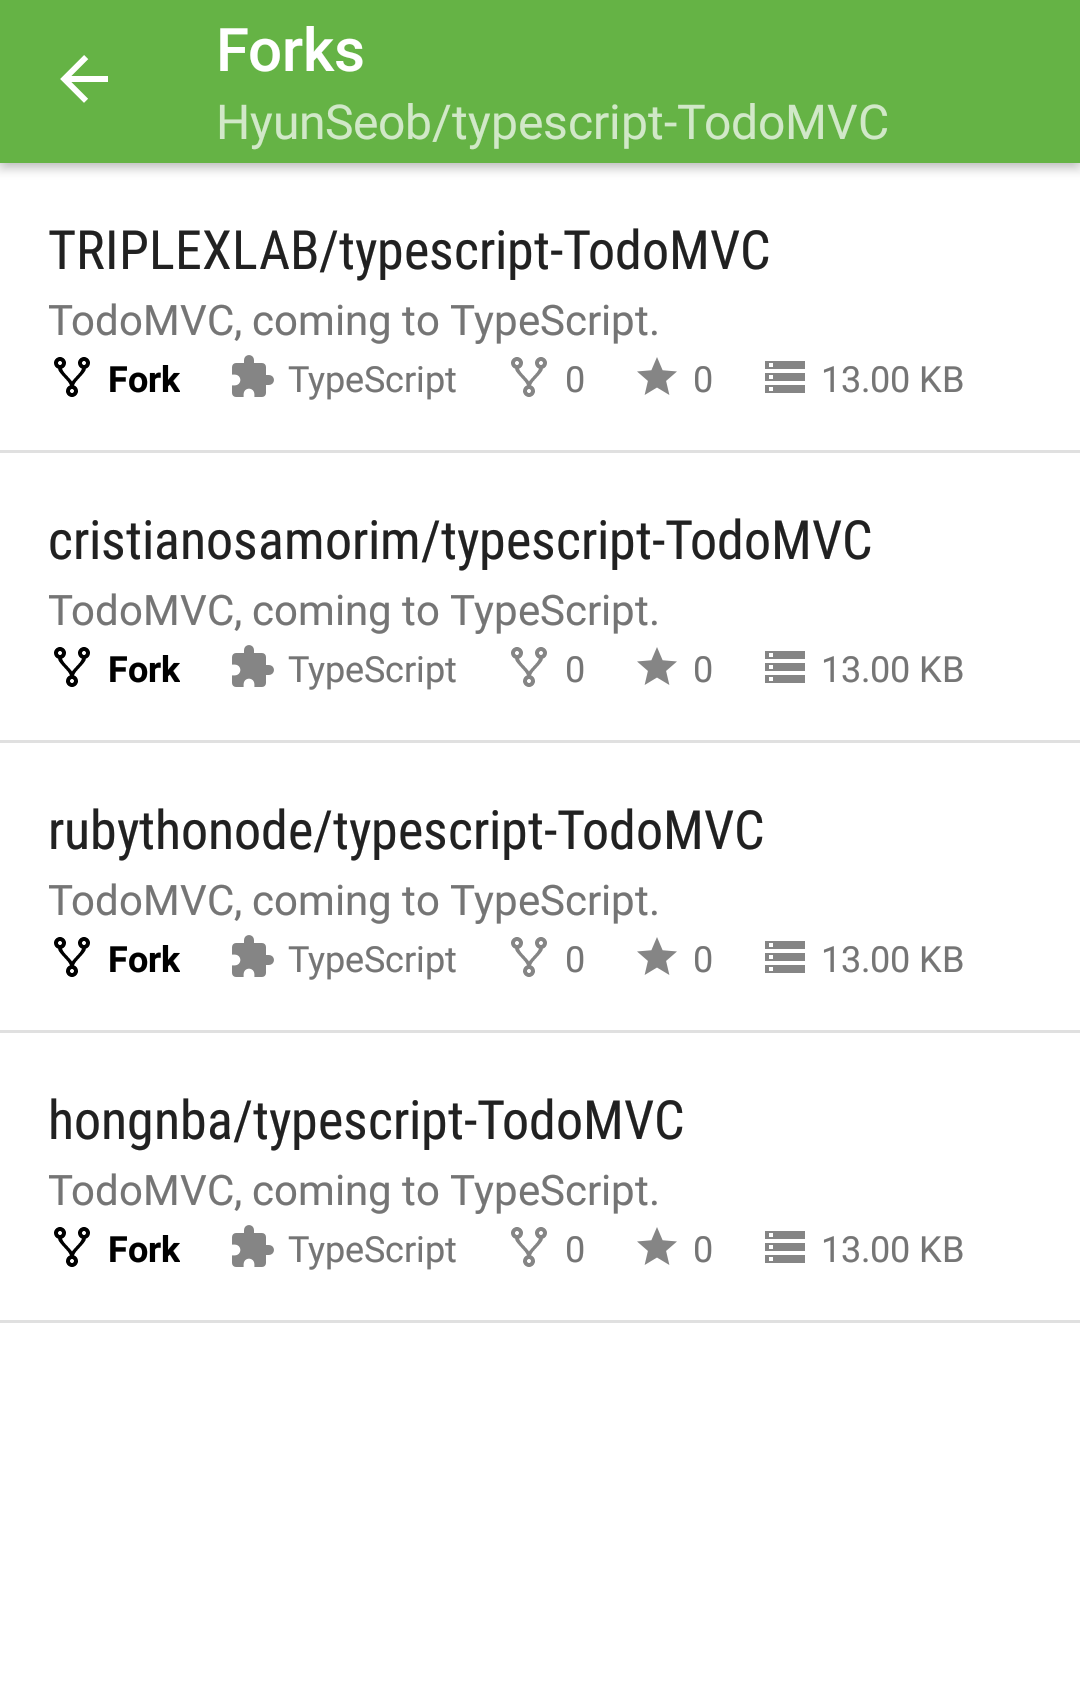 Forks
HyunSeob/typescript-TodoMVC
TRIPLEXLAB/typescript-TodoMVC
TodoMVC, coming to TypeScript.
Fork TypeScript 0 0 13.00 KB
cristianosamorim/typescript-TodoMVC
TodoMVC, coming to TypeScript.
Fork TypeScript 0 0 13.00 KB
rubythonode/typescript-TodoMVC
TodoMVC, coming to TypeScript.
Fork TypeScript 0 0 13.00 KB
hongnba/typescript-TodoMVC
TodoMVC, coming to TypeScript.
Fork TypeScript 0 0 13.00 KB